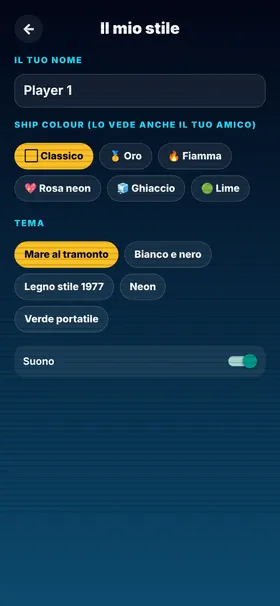 Il mio stile
IL TUO NOME
Player 1
SHIP COLOUR (LO VEDE ANCHE IL TUO AMICO)
Classico
Oro
Fiamma
Rosa neon
Ghiaccio
Lime
TEMA
Mare al tramonto
Bianco e nero
Legno stile 1977
Neon
Verde portatile
Suono